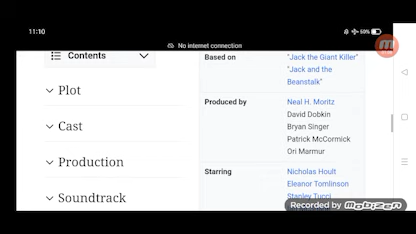 11:10
59%
No internet connection
Contents
Plot
Cast
Production
Soundtrack
Based on
"Jack the Giant Killer"
"Jack and the
Beanstalk"
Produced by
Neal H. Moritz
David Dobkin
Bryan Singer
Patrick McCormick
Ori Marmur
Starring
Nicholas Hoult
Eleanor Tomlinson
Stanley Tucci
Recorded by
MOBIZEN